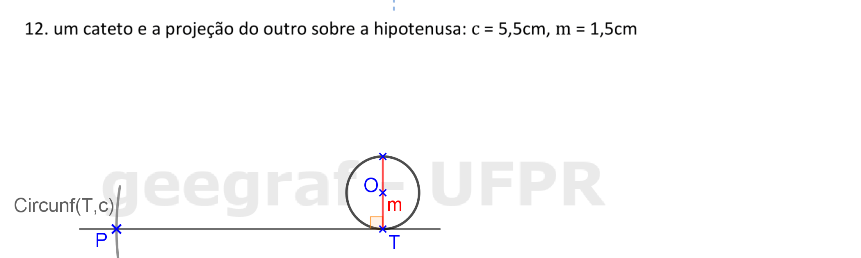 12. um cateto e a projeção do outro sobre a hipotenusa: c = 5,5cm, m = 1,5cm
geegraf - UFPR
O
Circunf(T,c)
m
P
T